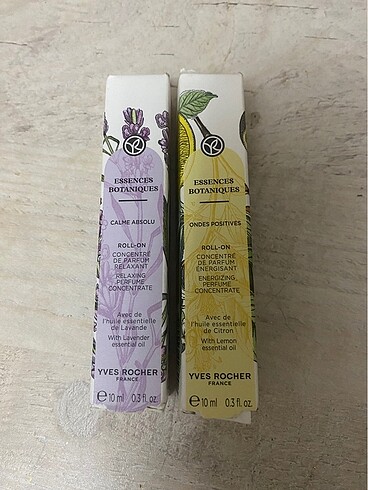 ESSENCES
BOTANIQUES
CALME ABSOLU
ROLL-ON
CONCENTRÉ
DE PARFUM
RELAXANT
RELAXING
PERFUME
CONCENTRATE
Avec de
l'huile essentielle
de Lavande
With Lavender
essential oil
YVES ROCHER
FRANCE
e 10 ml 0.3 fl. oz.
ESSENCES
BOTANIQUES
ONDES POSITIVES
ROLL-ON
CONCENTRÉ
DE PARFUM
ÉNERGISANT
ENERGIZING
PERFUME
CONCENTRATE
Avec de
l'huile essentielle
de Citron
With Lemon
essential oil
YVES ROCHER
FRANCE
e 10 ml 0.3 fl. oz.